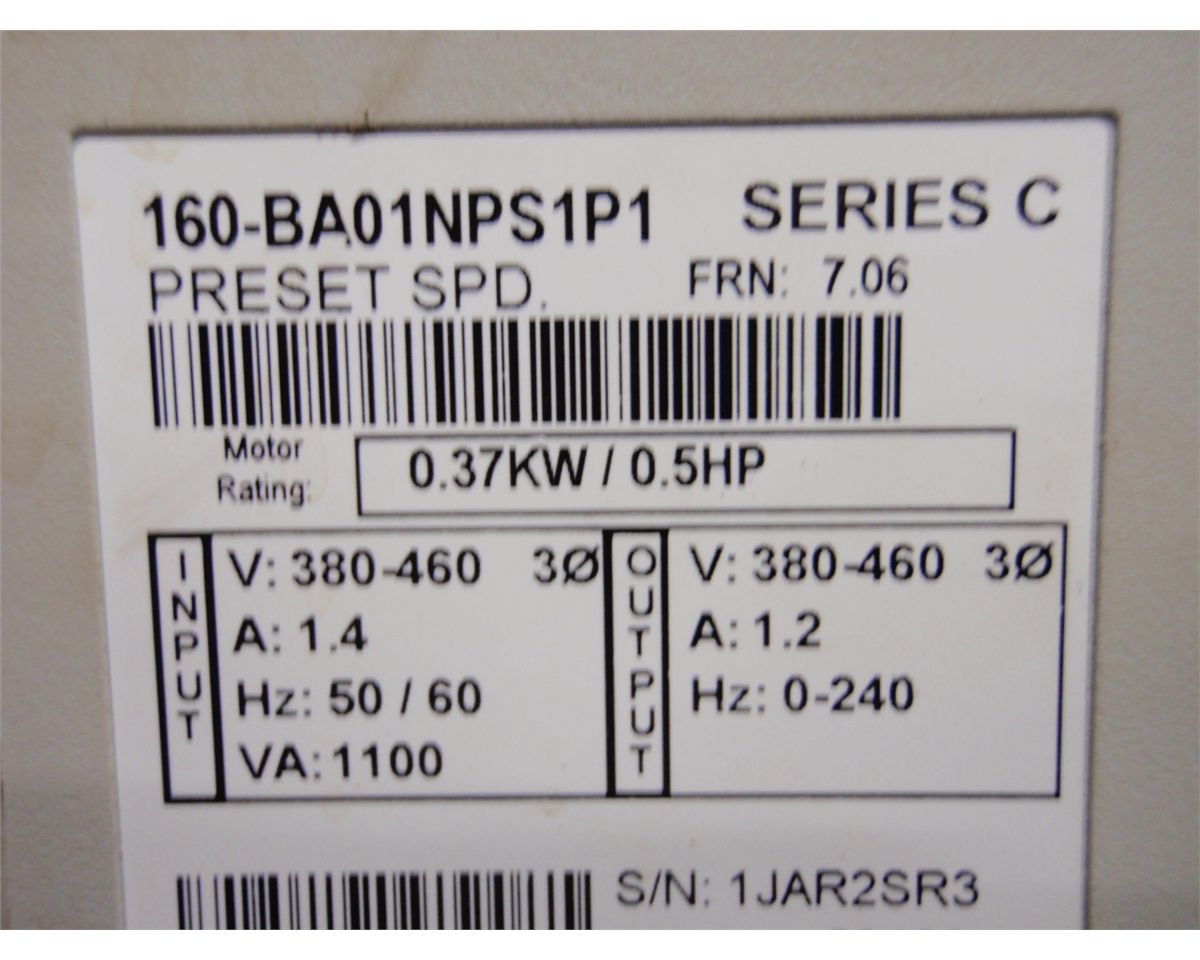 160-BA01NPS1P1 SERIES C
PRESET SPD. FRN: 7.06
Motor Rating: 0.37KW / 0.5HP
INPUT
V: 380-460 3Ø
A: 1.4
Hz: 50 / 60
VA: 1100
OUTPUT
V: 380-460 3Ø
A: 1.2
Hz: 0-240
S/N: 1JAR2SR3